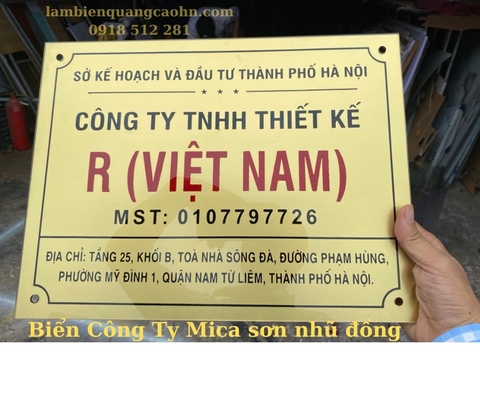 lambienquangcaohn.com
0918 512 281
SỞ KẾ HOẠCH VÀ ĐẦU TƯ THÀNH PHỐ HÀ NỘI
CÔNG TY TNHH THIẾT KẾ
R (VIỆT NAM)
MST: 0107797726
ĐỊA CHỈ: TẦNG 25, KHỐI B, TOÀ NHÀ SÔNG ĐÀ, ĐƯỜNG PHẠM HÙNG,
PHƯỜNG MỸ ĐÌNH 1, QUẬN NAM TỪ LIÊM, THÀNH PHỐ HÀ NỘI.
Biển Công Ty Mica sơn nhũ đồng